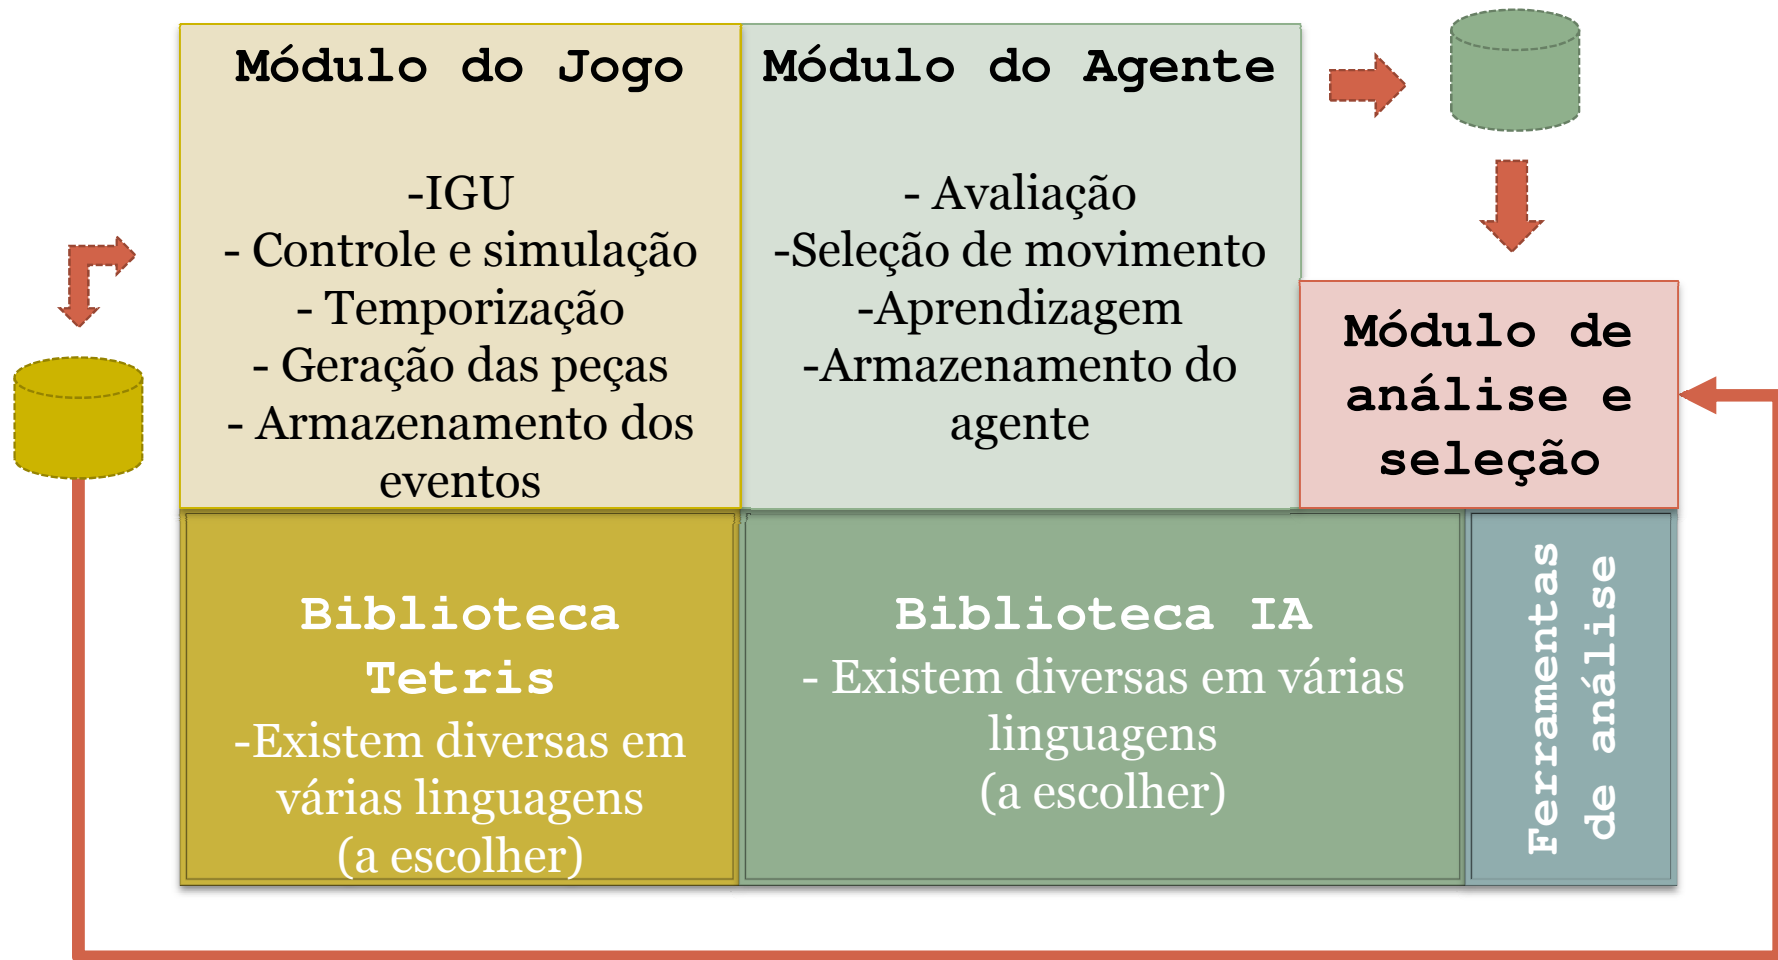 Módulo do Jogo
-IGU
- Controle e simulação
- Temporização
- Geração das peças
- Armazenamento dos
eventos
Módulo do Agente
- Avaliação
-Seleção de movimento
-Aprendizagem
-Armazenamento do
agente
Módulo de
análise e
seleção
Biblioteca
Tetris
-Existem diversas em
várias linguagens
(a escolher)
Biblioteca IA
- Existem diversas em várias
linguagens
(a escolher)
Ferramentas
de análise